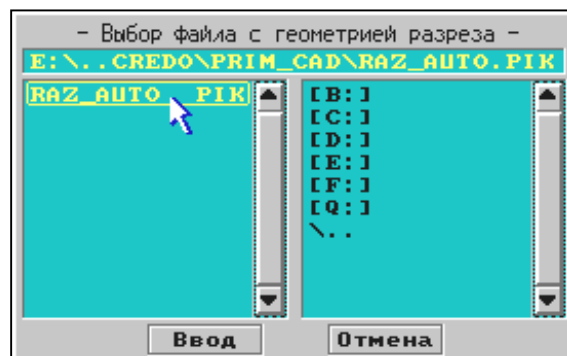 – Выбор файла с геометрией разреза –
E:\..CREDO\PRIM_CAD\RAZ_AUTO.PIK
RAZ_AUTO PIK
[B:]
[C:]
[D:]
[E:]
[F:]
[Q:]
\..
Ввод
Отмена